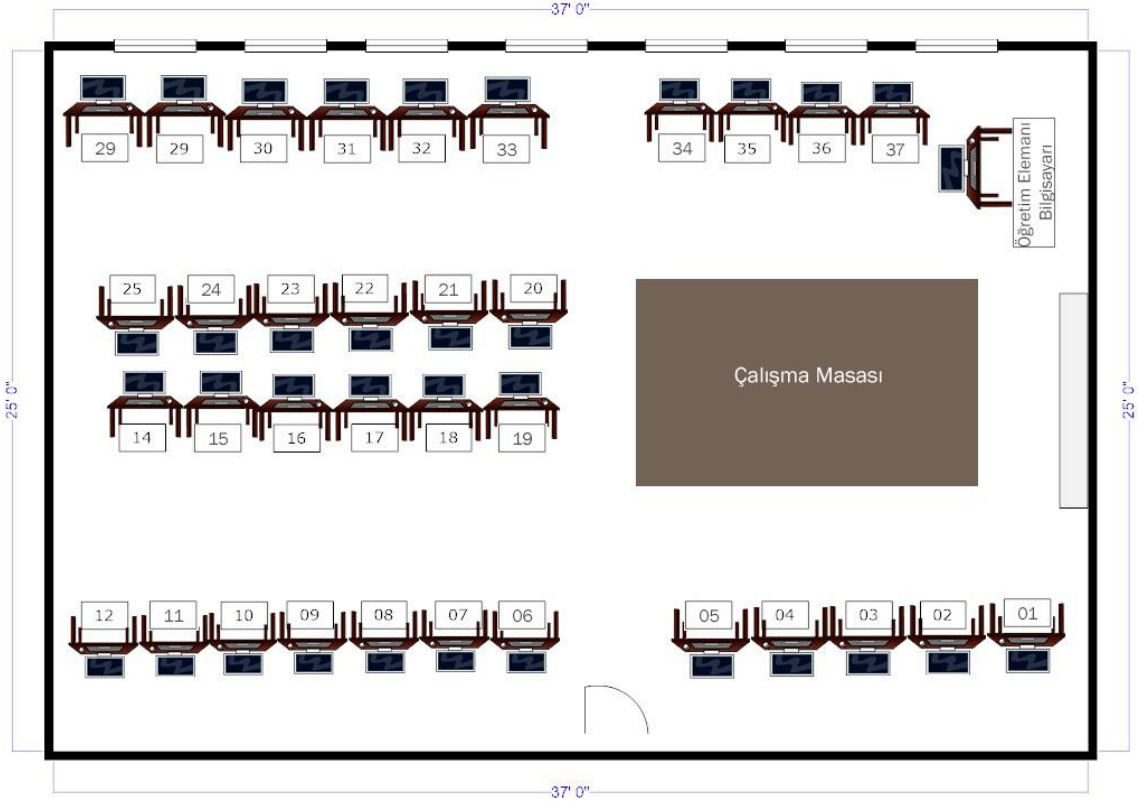 37' 0"
29 29 30 31 32 33 34 35 36 37
Öğretim Elemanı
Bilgisayarı
25 24 23 22 21 20
25' 0"
Çalışma Masası
25' 0"
14 15 16 17 18 19
12 11 10 09 08 07 06 05 04 03 02 01
37' 0"